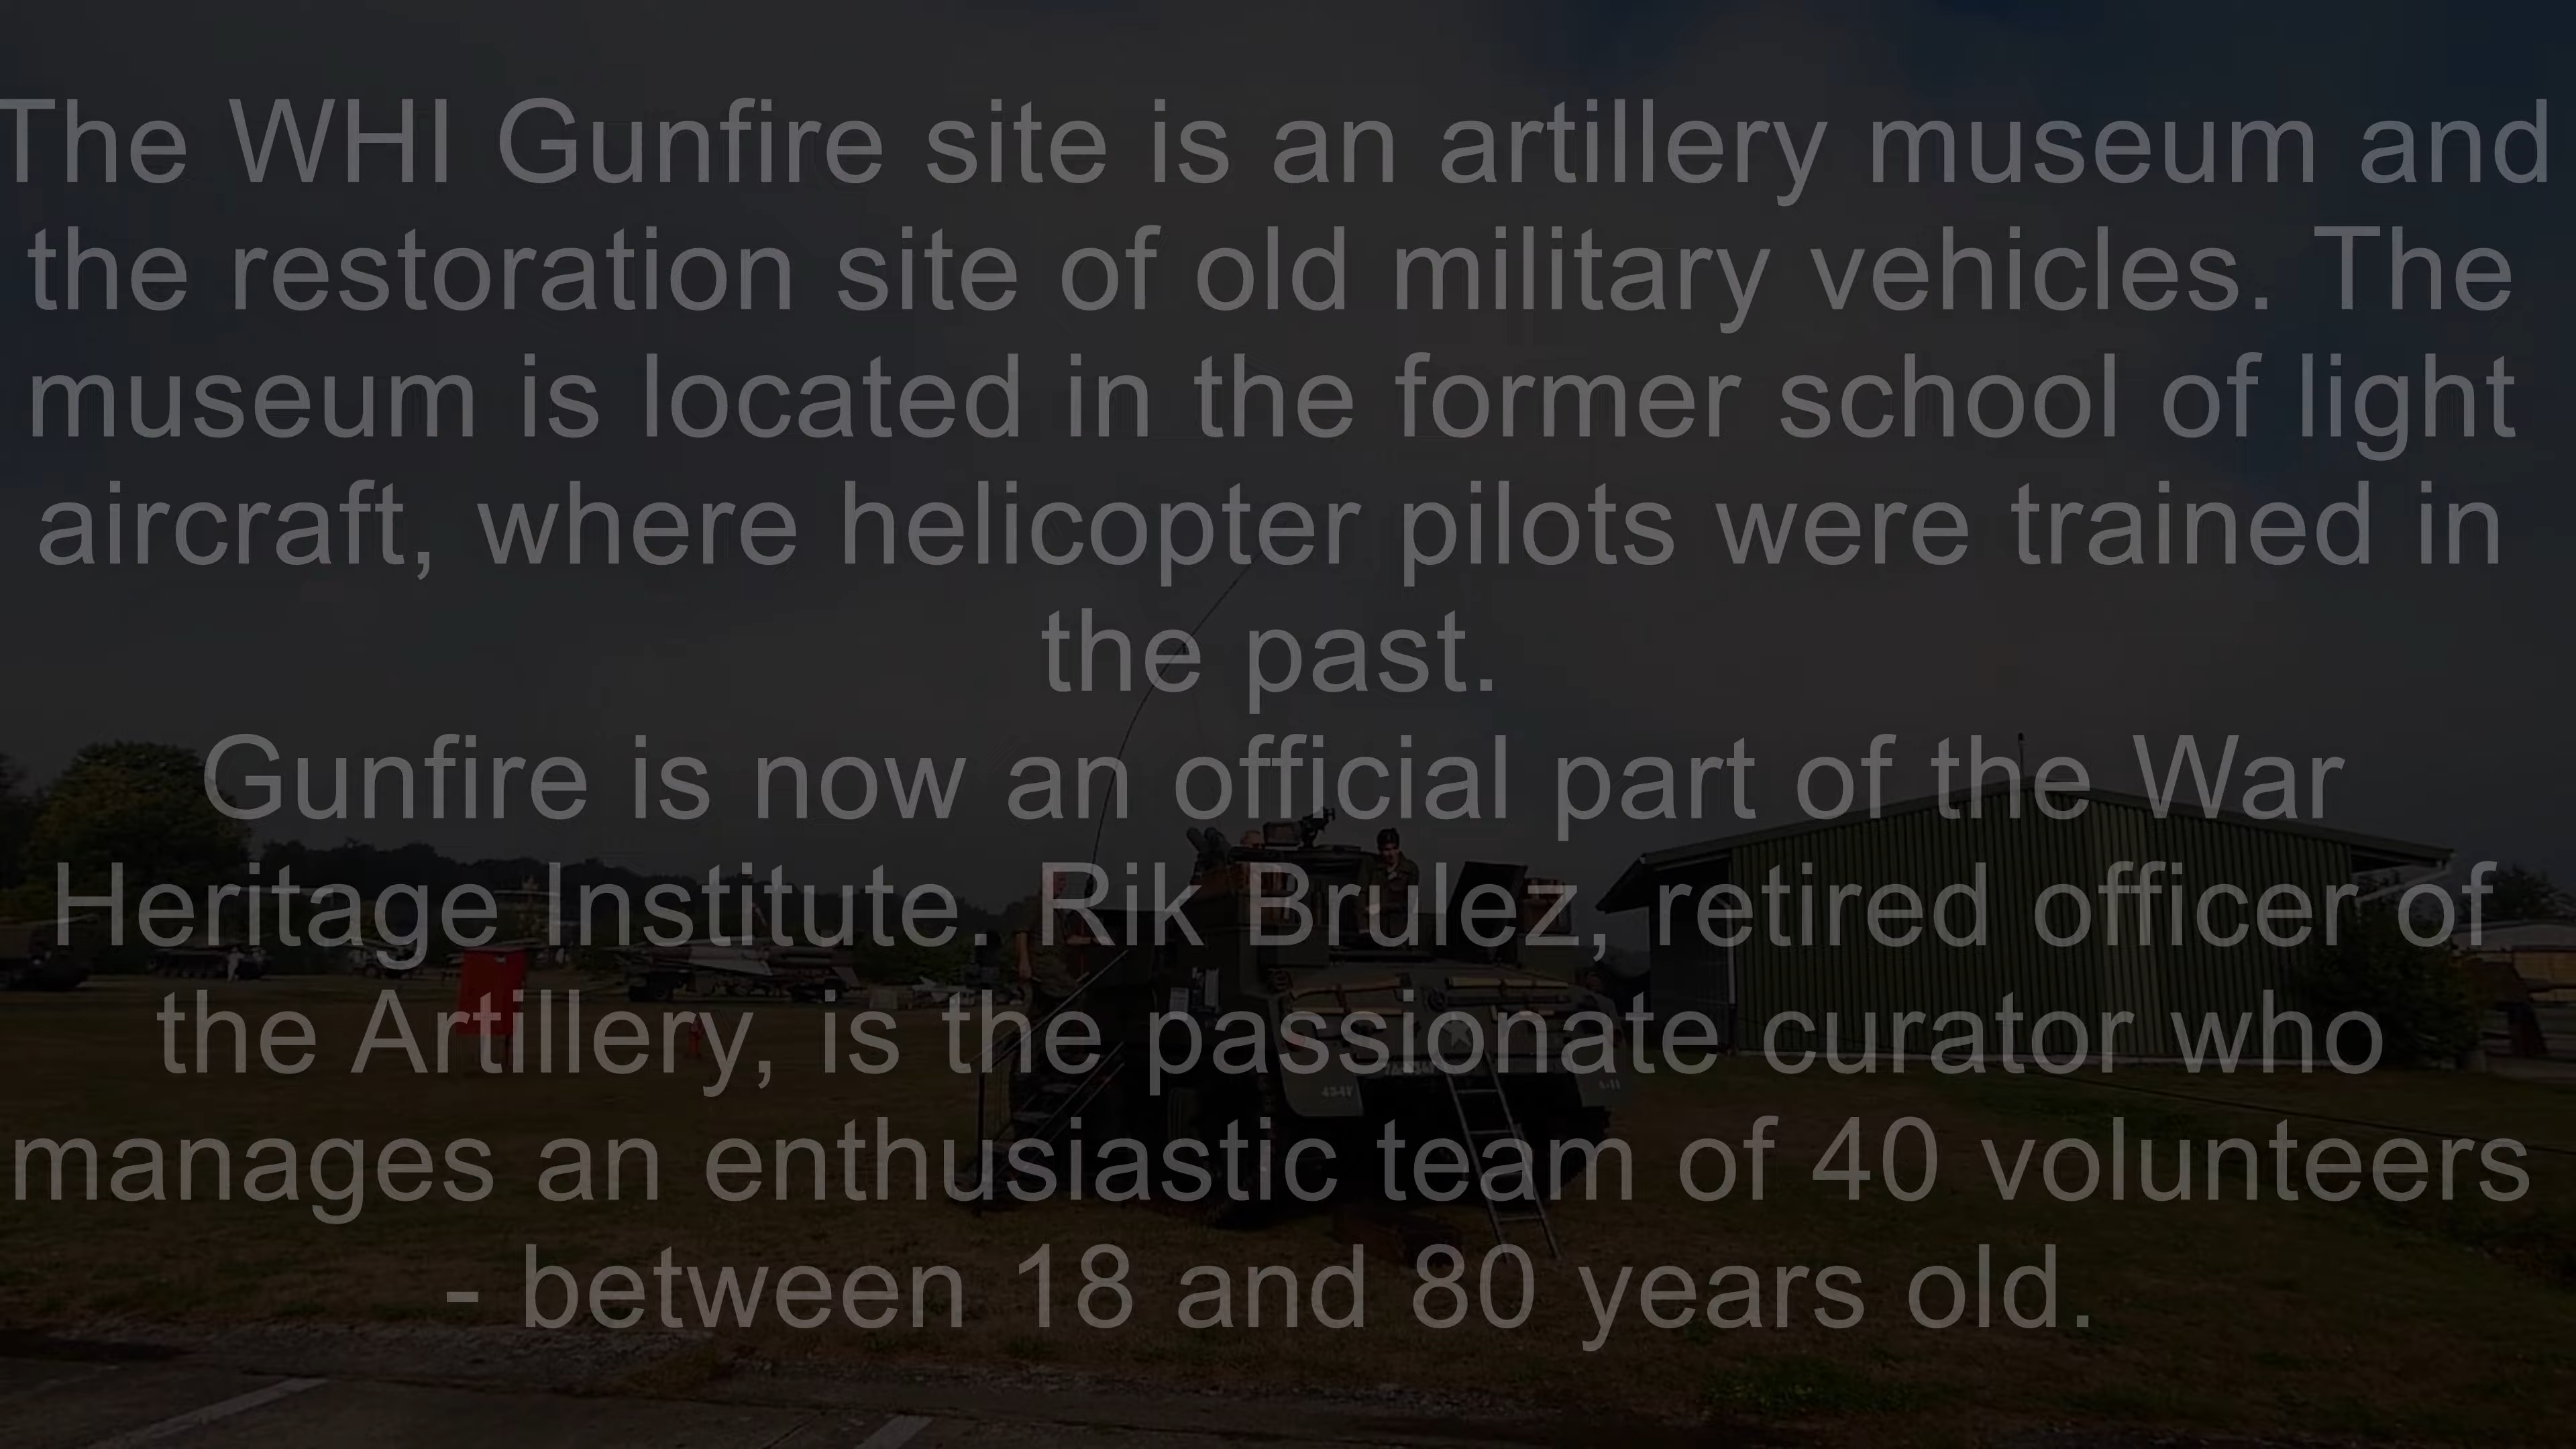 The WHI Gunfire site is an artillery museum and
the restoration site of old military vehicles. The
museum is located in the former school of light
aircraft, where helicopter pilots were trained in
the past.
Gunfire is now an official part of the War
Heritage Institute. Rik Brulez, retired officer of
the Artillery, is the passionate curator who
manages an enthusiastic team of 40 volunteers
- between 18 and 80 years old.